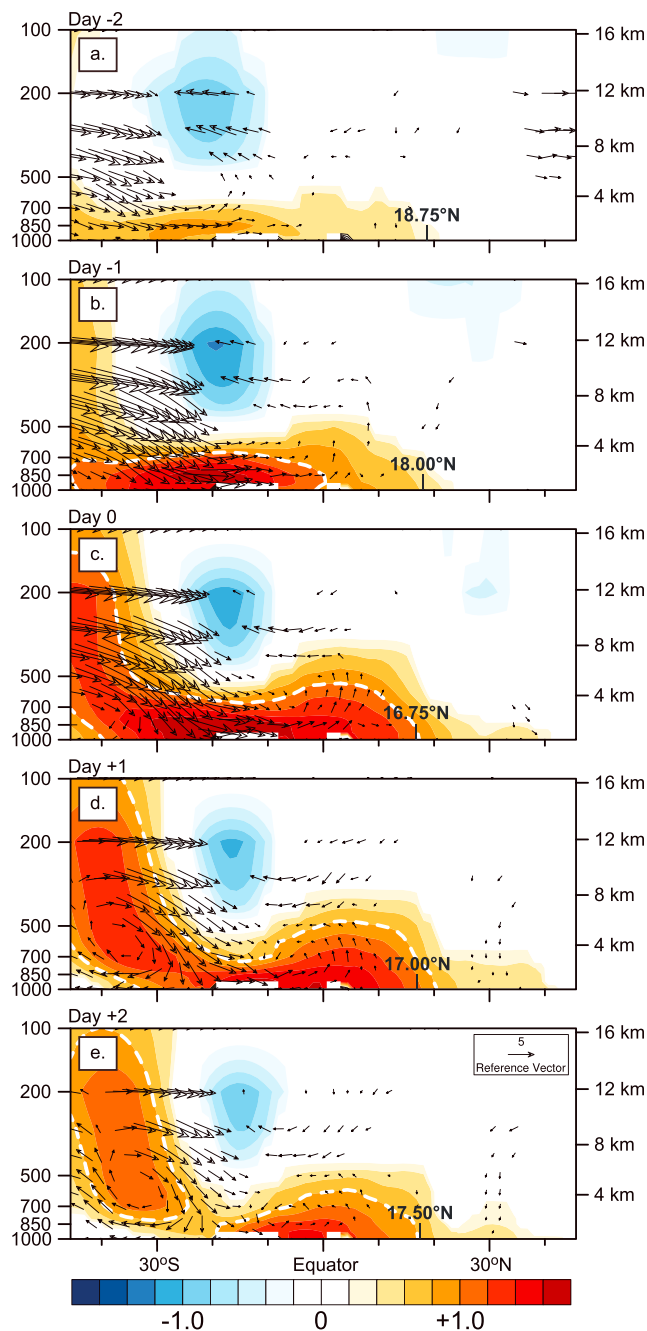 Day -2
100
a.
16 km
200
12 km
8 km
500
4 km
700
18.75°N
850
1000
Day -1
100
b.
16 km
200
12 km
8 km
500
4 km
700
18.00°N
850
1000
Day 0
100
c.
16 km
200
12 km
8 km
500
4 km
700
16.75°N
850
1000
Day +1
100
d.
16 km
200
12 km
8 km
500
4 km
700
17.00°N
850
1000
Day +2
100
e.
5
16 km
Reference Vector
200
12 km
8 km
500
4 km
700
17.50°N
850
1000
30°S Equator 30°N
-1.0 0 +1.0